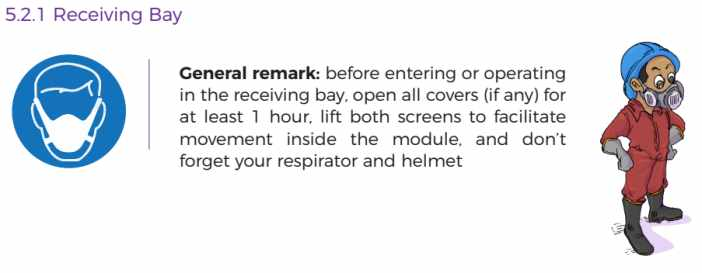 5.2.1 Receiving Bay
General remark: before entering or operating
in the receiving bay, open all covers (if any) for
at least 1 hour, lift both screens to facilitate
movement inside the module, and don't
forget your respirator and helmet